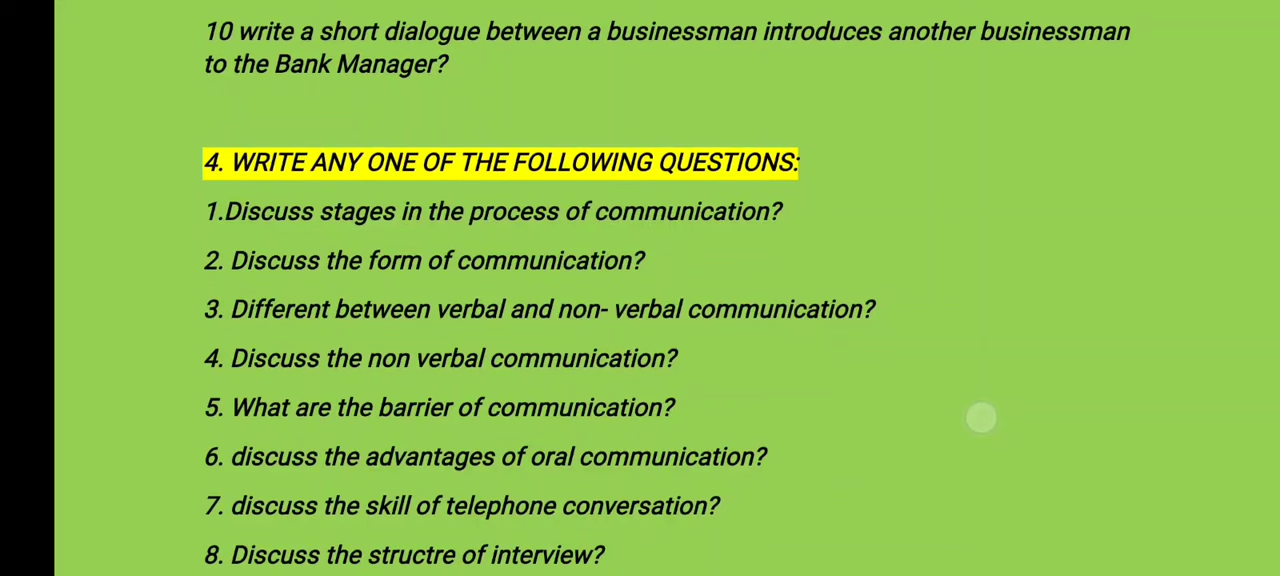 10 write a short dialogue between a businessman introduces another businessman
to the Bank Manager?
4. WRITE ANY ONE OF THE FOLLOWING QUESTIONS:
1.Discuss stages in the process of communication?
2. Discuss the form of communication?
3. Different between verbal and non- verbal communication?
4. Discuss the non verbal communication?
5. What are the barrier of communication?
6. discuss the advantages of oral communication?
7. discuss the skill of telephone conversation?
8. Discuss the structre of interview?